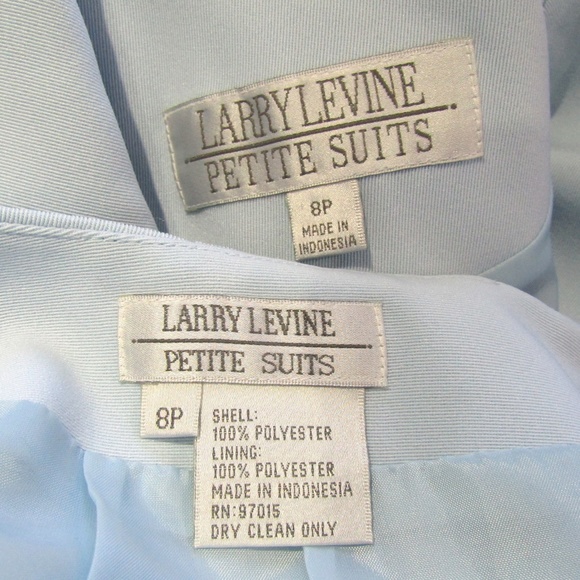 LARRY LEVINE
PETITE SUITS
8P
MADE IN
INDONESIA
LARRY LEVINE
PETITE SUITS
8P
SHELL:
100% POLYESTER
LINING:
100% POLYESTER
MADE IN INDONESIA
RN:97015
DRY CLEAN ONLY